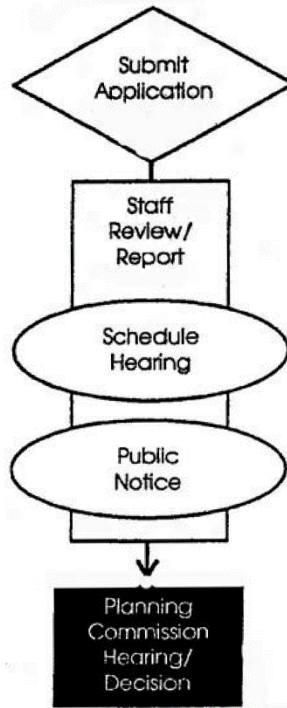 Submit
Application
Staff
Review/
Report
Schedule
Hearing
Public
Notice
Planning
Commission
Hearing/
Decision